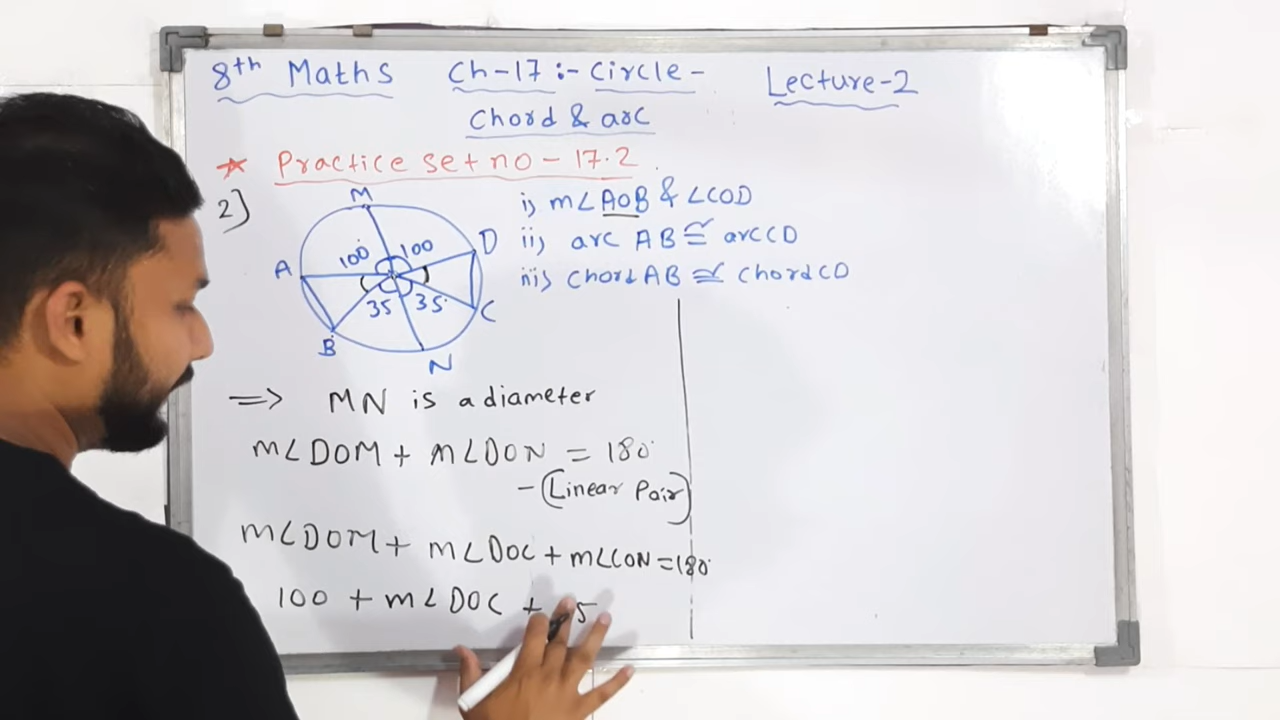 8th Maths Ch-17 :- Circle - Lecture-2
Chord & arc
* Practice set no - 17.2
2)
M
100° 100
D
A
35 35°
C
B
N
i) m∠AOB & ∠COD
ii) arc AB ≅ arc CD
iii) chord AB ≅ chord CD
=> MN is a diameter
m∠DOM + m∠DON = 180°
- (Linear Pair)
m∠DOM + m∠DOC + m∠CON = 180°
100 + m∠DOC + 5